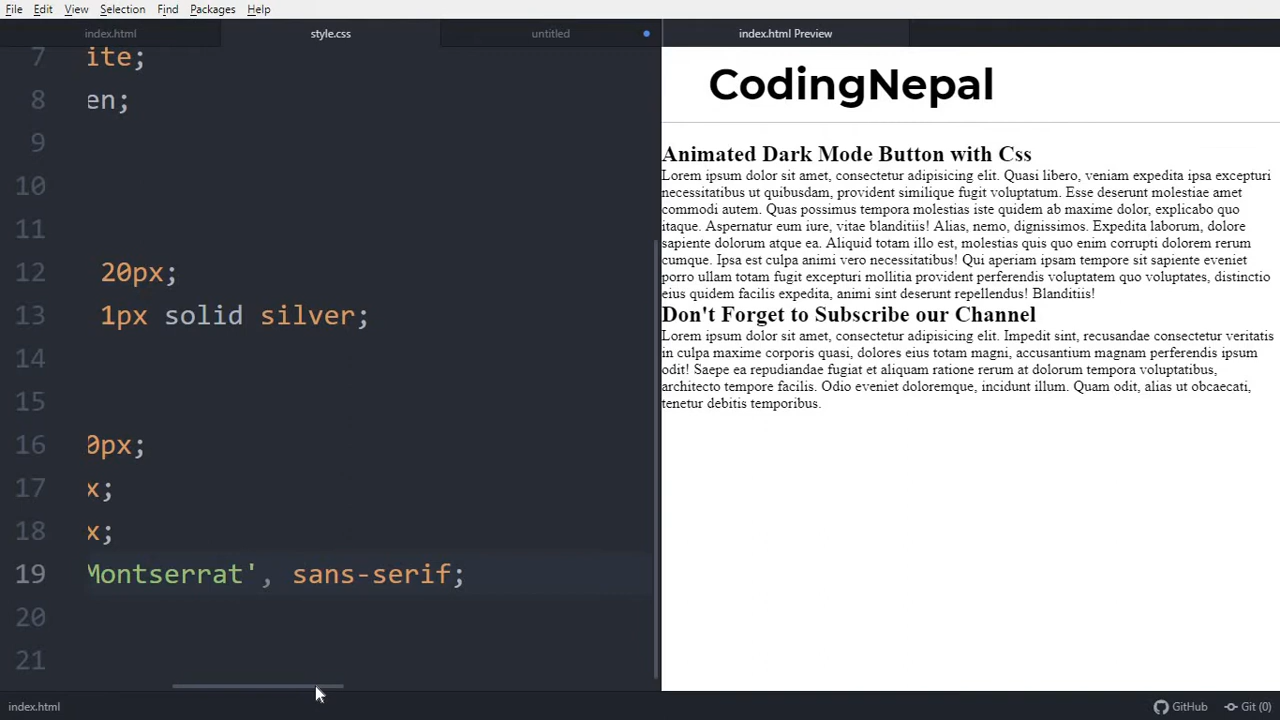 File Edit View Selection Find Packages Help
index.html style.css untitled index.html Preview
7 ite;
8 en;
9
10
11
12 20px;
13 1px solid silver;
14
15
16 0px;
17 x;
18 x;
19 Montserrat', sans-serif;
20
21
CodingNepal
Animated Dark Mode Button with Css
Lorem ipsum dolor sit amet, consectetur adipisicing elit. Quasi libero, veniam expedita ipsa excepturi
necessitatibus ut quibusdam, provident similique fugit voluptatum. Esse deserunt molestiae amet
commodi autem. Quas possimus tempora molestias iste quidem ab maxime dolor, explicabo quo
itaque. Aspernatur eum iure, vitae blanditiis! Alias, nemo, dignissimos. Expedita laborum, dolore
sapiente dolorum atque ea. Aliquid totam illo est, molestias quis quo enim corrupti dolorem rerum
cumque. Ipsa est culpa animi vero necessitatibus! Qui aperiam ipsam tempore sit sapiente eveniet
porro ullam totam fugit excepturi mollitia provident perferendis voluptatem quo voluptates, distinctio
eius quidem facilis expedita, animi sint deserunt repellendus! Blanditiis!
Don't Forget to Subscribe our Channel
Lorem ipsum dolor sit amet, consectetur adipisicing elit. Impedit sint, recusandae consectetur veritatis
in culpa maxime corporis quasi, dolores eius totam magni, accusantium magnam perferendis ipsum
odit! Saepe ea repudiandae fugiat et aliquam ratione rerum at dolorum tempora voluptatibus,
architecto tempore facilis. Odio eveniet doloremque, incidunt illum. Quam odit, alias ut obcaecati,
tenetur debitis temporibus.
index.html GitHub Git (0)